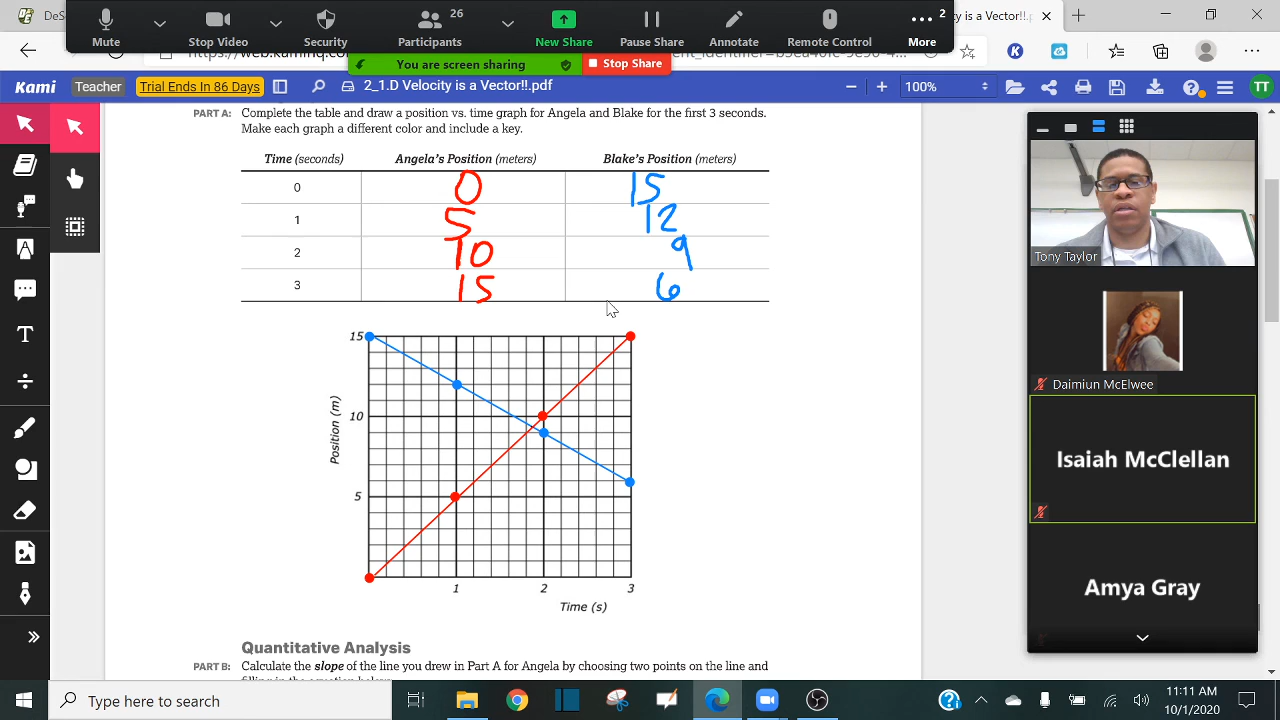 26
2
Mute
Stop Video
Security
Participants
New Share
Pause Share
Annotate
Remote Control
More
y is a Vector!!.
You are screen sharing
Stop Share
Kami
Teacher
Trial Ends In 86 Days
2_1.D Velocity is a Vector!!.pdf
100%
TT
PART A: Complete the table and draw a position vs. time graph for Angela and Blake for the first 3 seconds.
Make each graph a different color and include a key.
Time (seconds) Angela's Position (meters) Blake's Position (meters)
0 0 15
1 5 12
2 10 9
3 15 6
15
10
5
Position (m)
1 2 3
Time (s)
Quantitative Analysis
PART B: Calculate the slope of the line you drew in Part A for Angela by choosing two points on the line and
Tony Taylor
Daimiun McElwee
Isaiah McClellan
Amya Gray
Type here to search
11:11 AM
10/1/2020